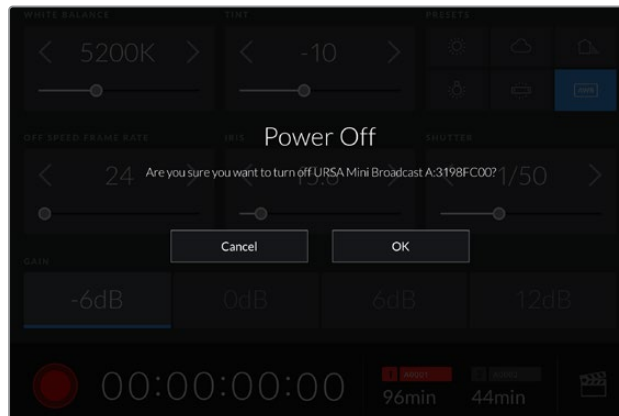 WHITE BALANCE
TINT
PRESETS
5200K
-10
OFF SPEED FRAME RATE
IRIS
SHUTTER
Power Off
24
1/50
Are you sure you want to turn off URSA Mini Broadcast A:3198FC00?
Cancel
OK
GAIN
-6dB
0dB
6dB
12dB
00:00:00:00
1
96min
2
44min